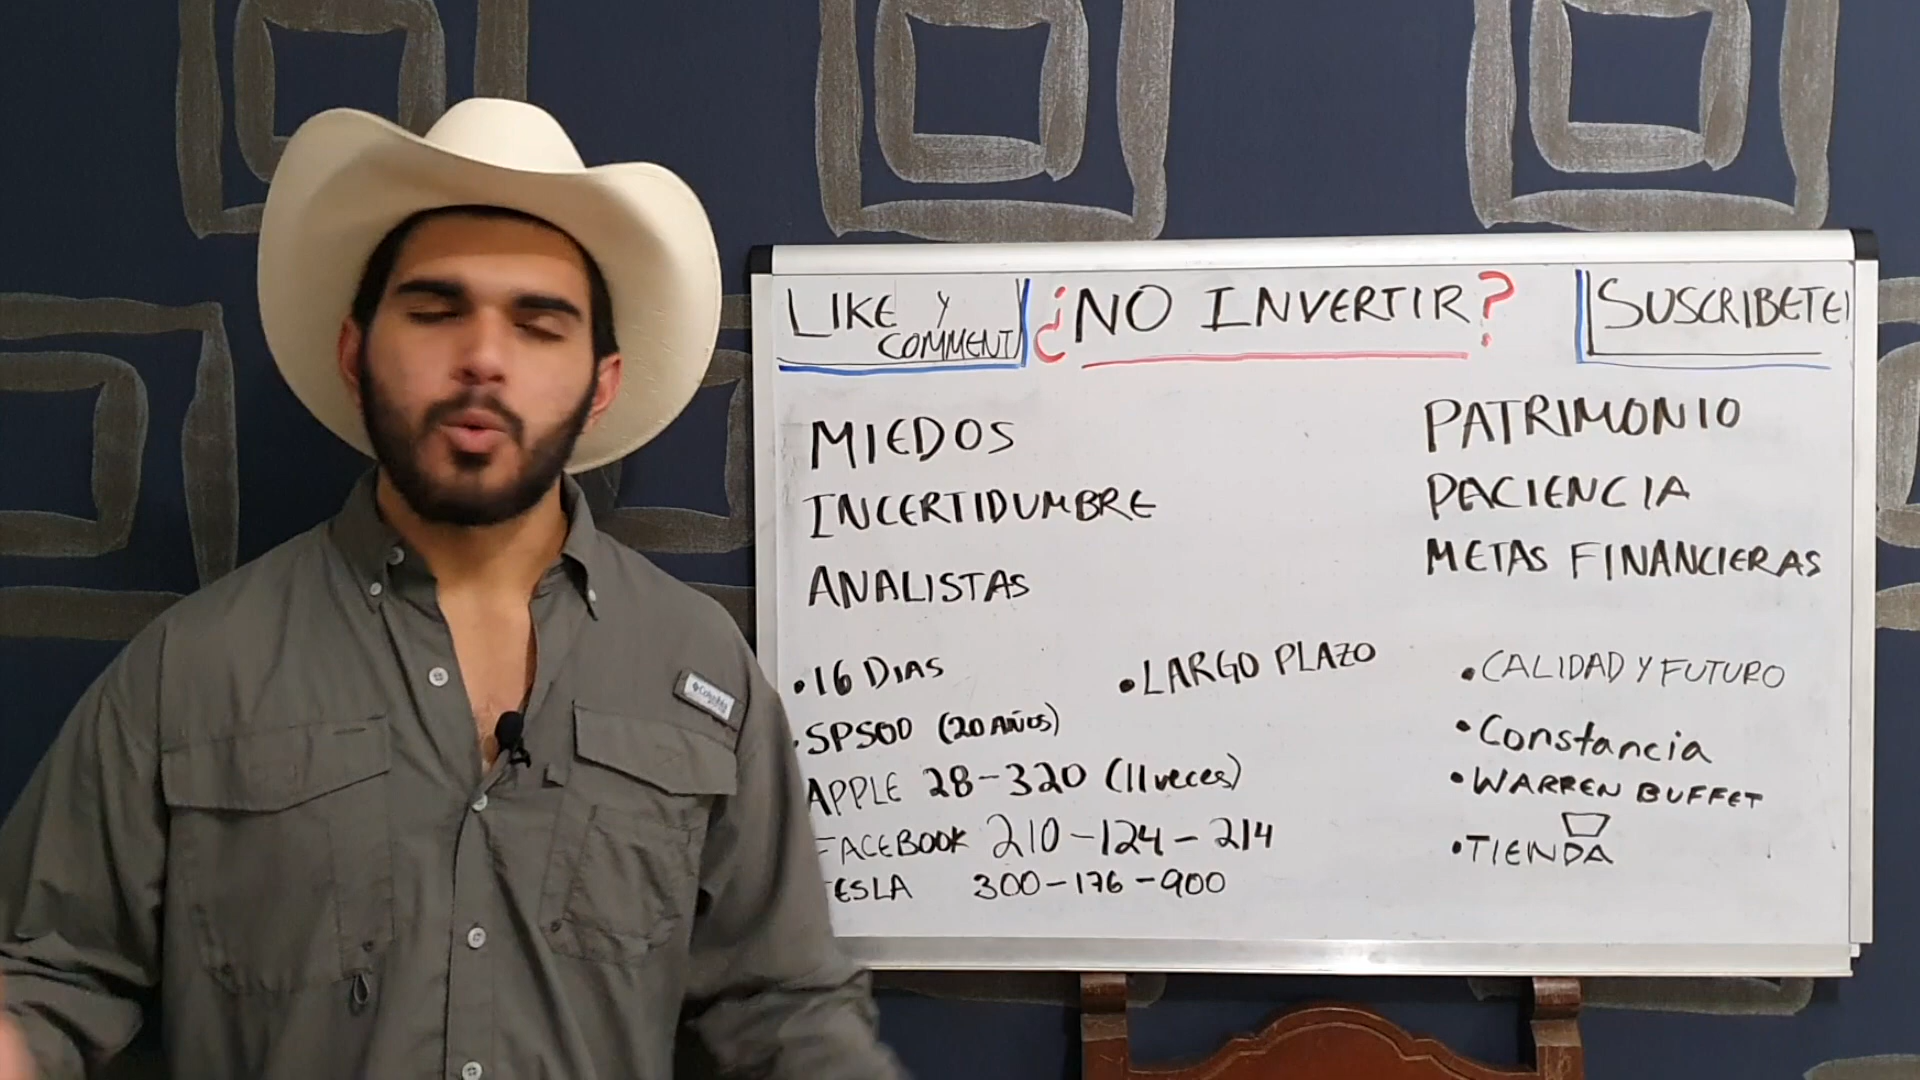 LIKE Y
COMMENT
¿NO INVERTIR?
SUSCRIBETE!
MIEDOS
INCERTIDUMBRE
ANALISTAS
PATRIMONIO
PACIENCIA
METAS FINANCIERAS
•16 DIAS
•SP500 (20 AÑOS)
APPLE 28-320 (11 veces)
FACEBOOK 210-124-214
TESLA 300-176-900
•LARGO PLAZO
•CALIDAD Y FUTURO
•Constancia
•WARREN BUFFET
•TIENDA
Columbia